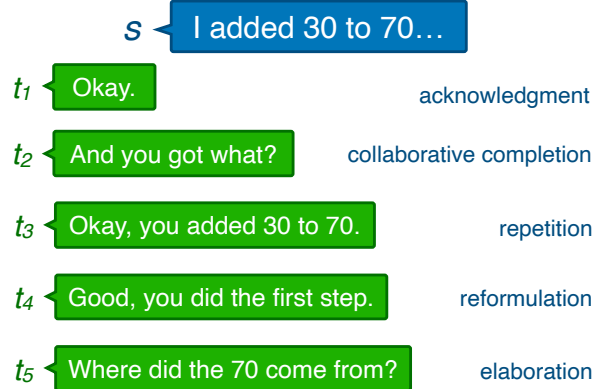 s I added 30 to 70…
t1 Okay. acknowledgment
t2 And you got what? collaborative completion
t3 Okay, you added 30 to 70. repetition
t4 Good, you did the first step. reformulation
t5 Where did the 70 come from? elaboration